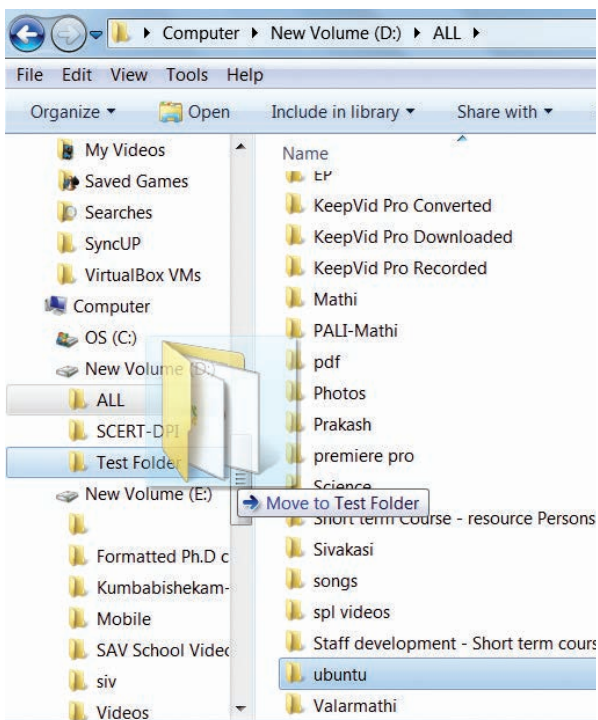 Computer ▸ New Volume (D:) ▸ ALL ▸
File Edit View Tools Help
Organize ▾ Open Include in library ▾ Share with ▾
My Videos
Saved Games
Searches
SyncUP
VirtualBox VMs
Computer
OS (C:)
New Volume (D:)
ALL
SCERT-DPI
Test Folder
New Volume (E:)
Formatted Ph.D c
Kumbabishekam-
Mobile
SAV School Videc
siv
Videos
Name
EP
KeepVid Pro Converted
KeepVid Pro Downloaded
KeepVid Pro Recorded
Mathi
PALI-Mathi
pdf
Photos
Prakash
premiere pro
Science
Move to Test Folder
Short term Course - resource Persons
Sivakasi
songs
spl videos
Staff development - Short term cours
ubuntu
Valarmathi